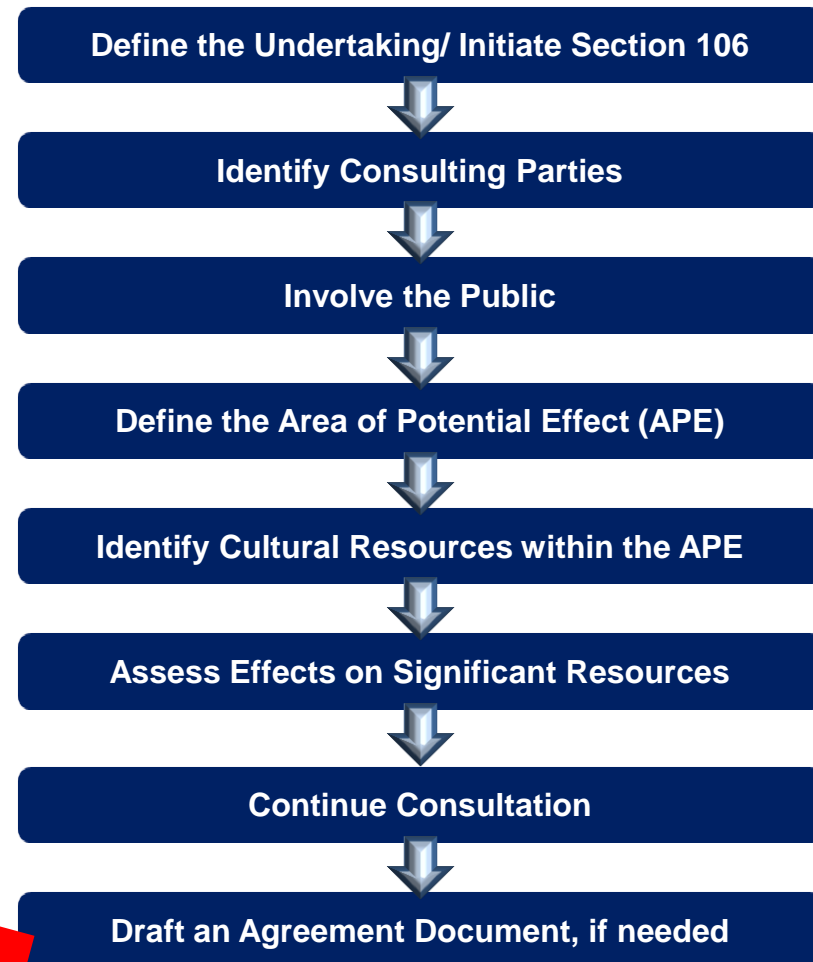 Define the Undertaking/ Initiate Section 106
Identify Consulting Parties
Involve the Public
Define the Area of Potential Effect (APE)
Identify Cultural Resources within the APE
Assess Effects on Significant Resources
Continue Consultation
Draft an Agreement Document, if needed